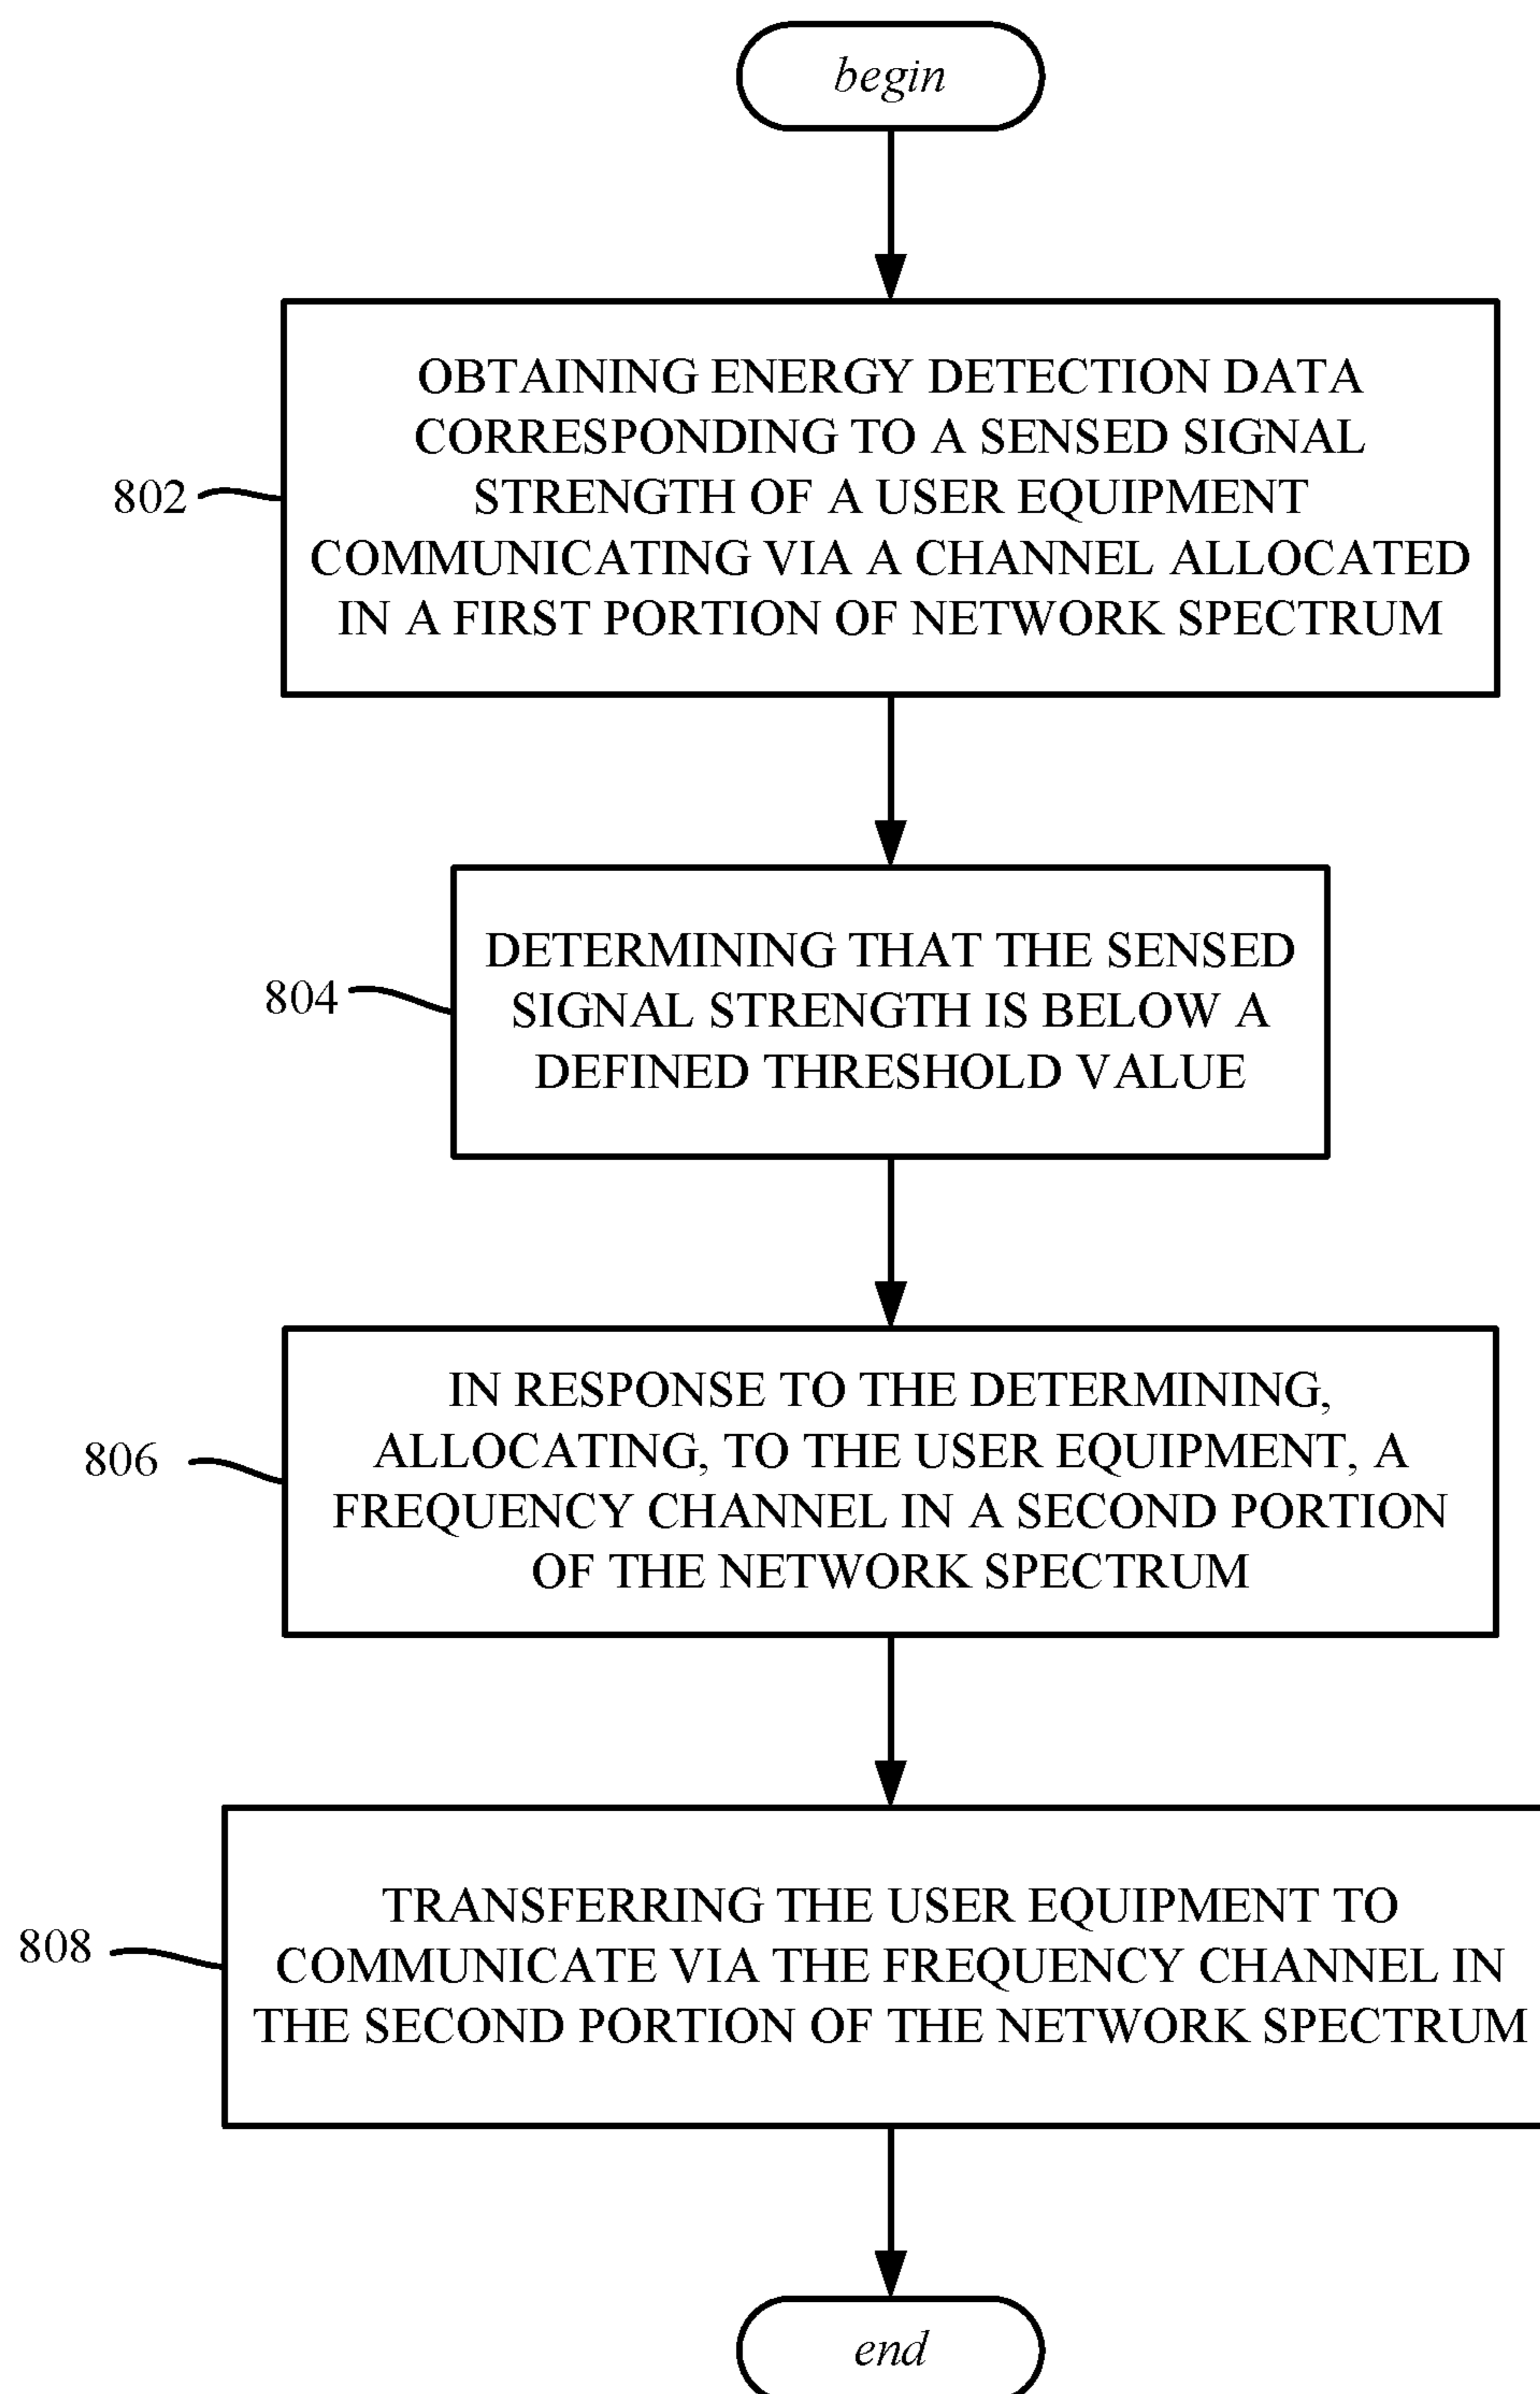 begin
OBTAINING ENERGY DETECTION DATA
CORRESPONDING TO A SENSED SIGNAL
STRENGTH OF A USER EQUIPMENT
COMMUNICATING VIA A CHANNEL ALLOCATED
IN A FIRST PORTION OF NETWORK SPECTRUM
802
DETERMINING THAT THE SENSED
SIGNAL STRENGTH IS BELOW A
DEFINED THRESHOLD VALUE
804
IN RESPONSE TO THE DETERMINING,
ALLOCATING, TO THE USER EQUIPMENT, A
FREQUENCY CHANNEL IN A SECOND PORTION
OF THE NETWORK SPECTRUM
806
TRANSFERRING THE USER EQUIPMENT TO
COMMUNICATE VIA THE FREQUENCY CHANNEL IN
THE SECOND PORTION OF THE NETWORK SPECTRUM
808
end